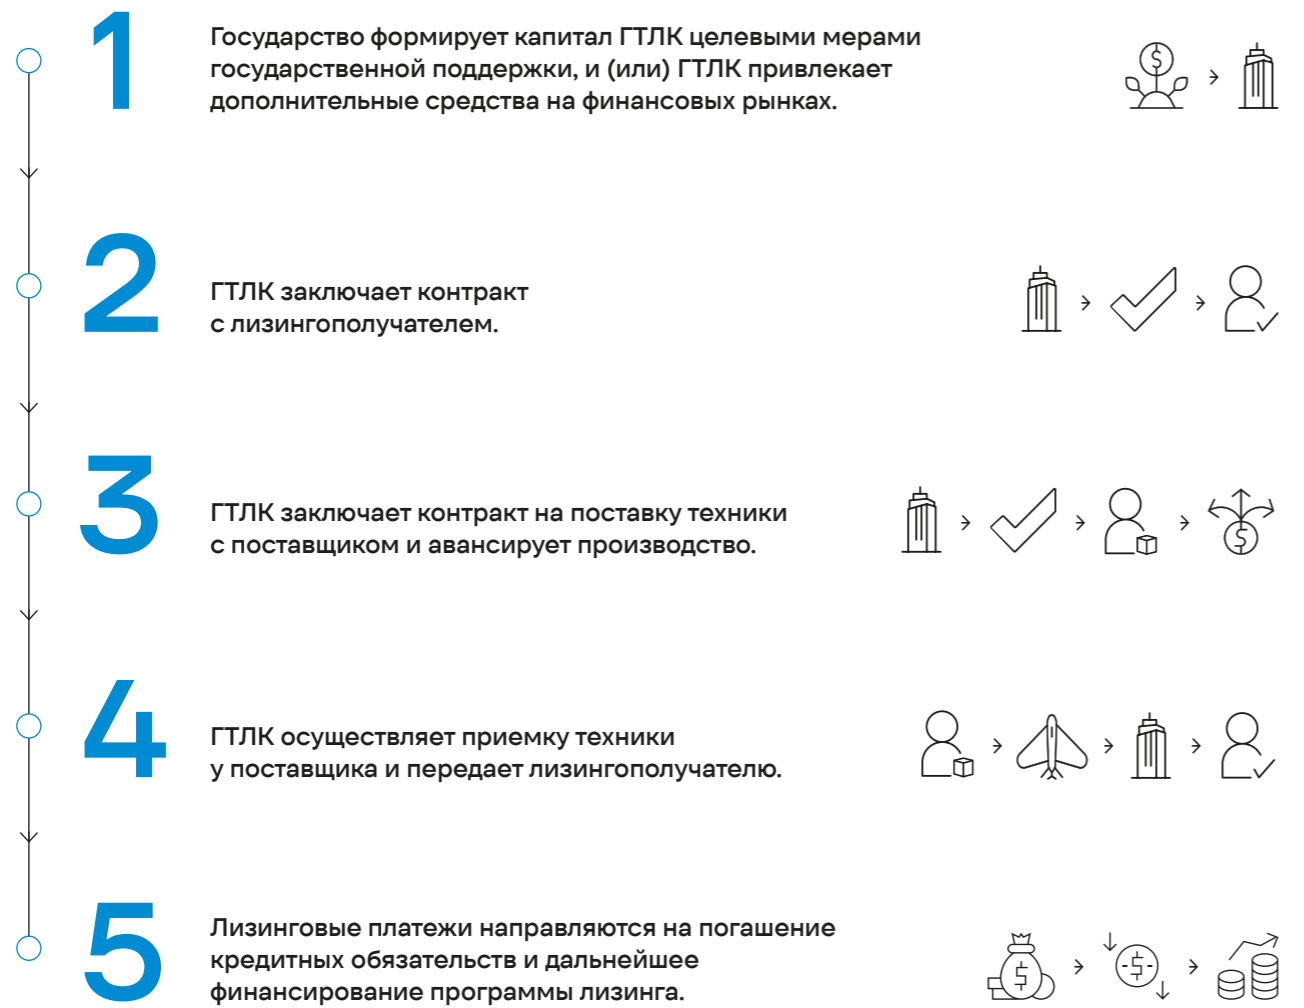 1
Государство формирует капитал ГТЛК целевыми мерами
государственной поддержки, и (или) ГТЛК привлекает
дополнительные средства на финансовых рынках.
2
ГТЛК заключает контракт
с лизингополучателем.
3
ГТЛК заключает контракт на поставку техники
с поставщиком и авансирует производство.
4
ГТЛК осуществляет приемку техники
у поставщика и передает лизингополучателю.
5
Лизинговые платежи направляются на погашение
кредитных обязательств и дальнейшее
финансирование программы лизинга.